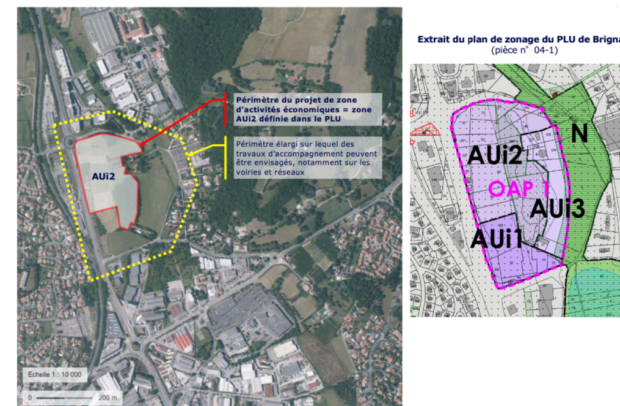 Périmètre du projet de zone
d'activités économiques = zone
AUi2 définie dans le PLU
Périmètre élargi sur lequel des
travaux d'accompagnement peuvent
être envisagés, notamment sur les
voiries et réseaux
AUi2
Echelle 1 : 10 000
0
200 m
Extrait du plan de zonage du PLU de Brigna
(pièce n° 04-1)
N
AUi2
OAP 1
AUi3
AUi1